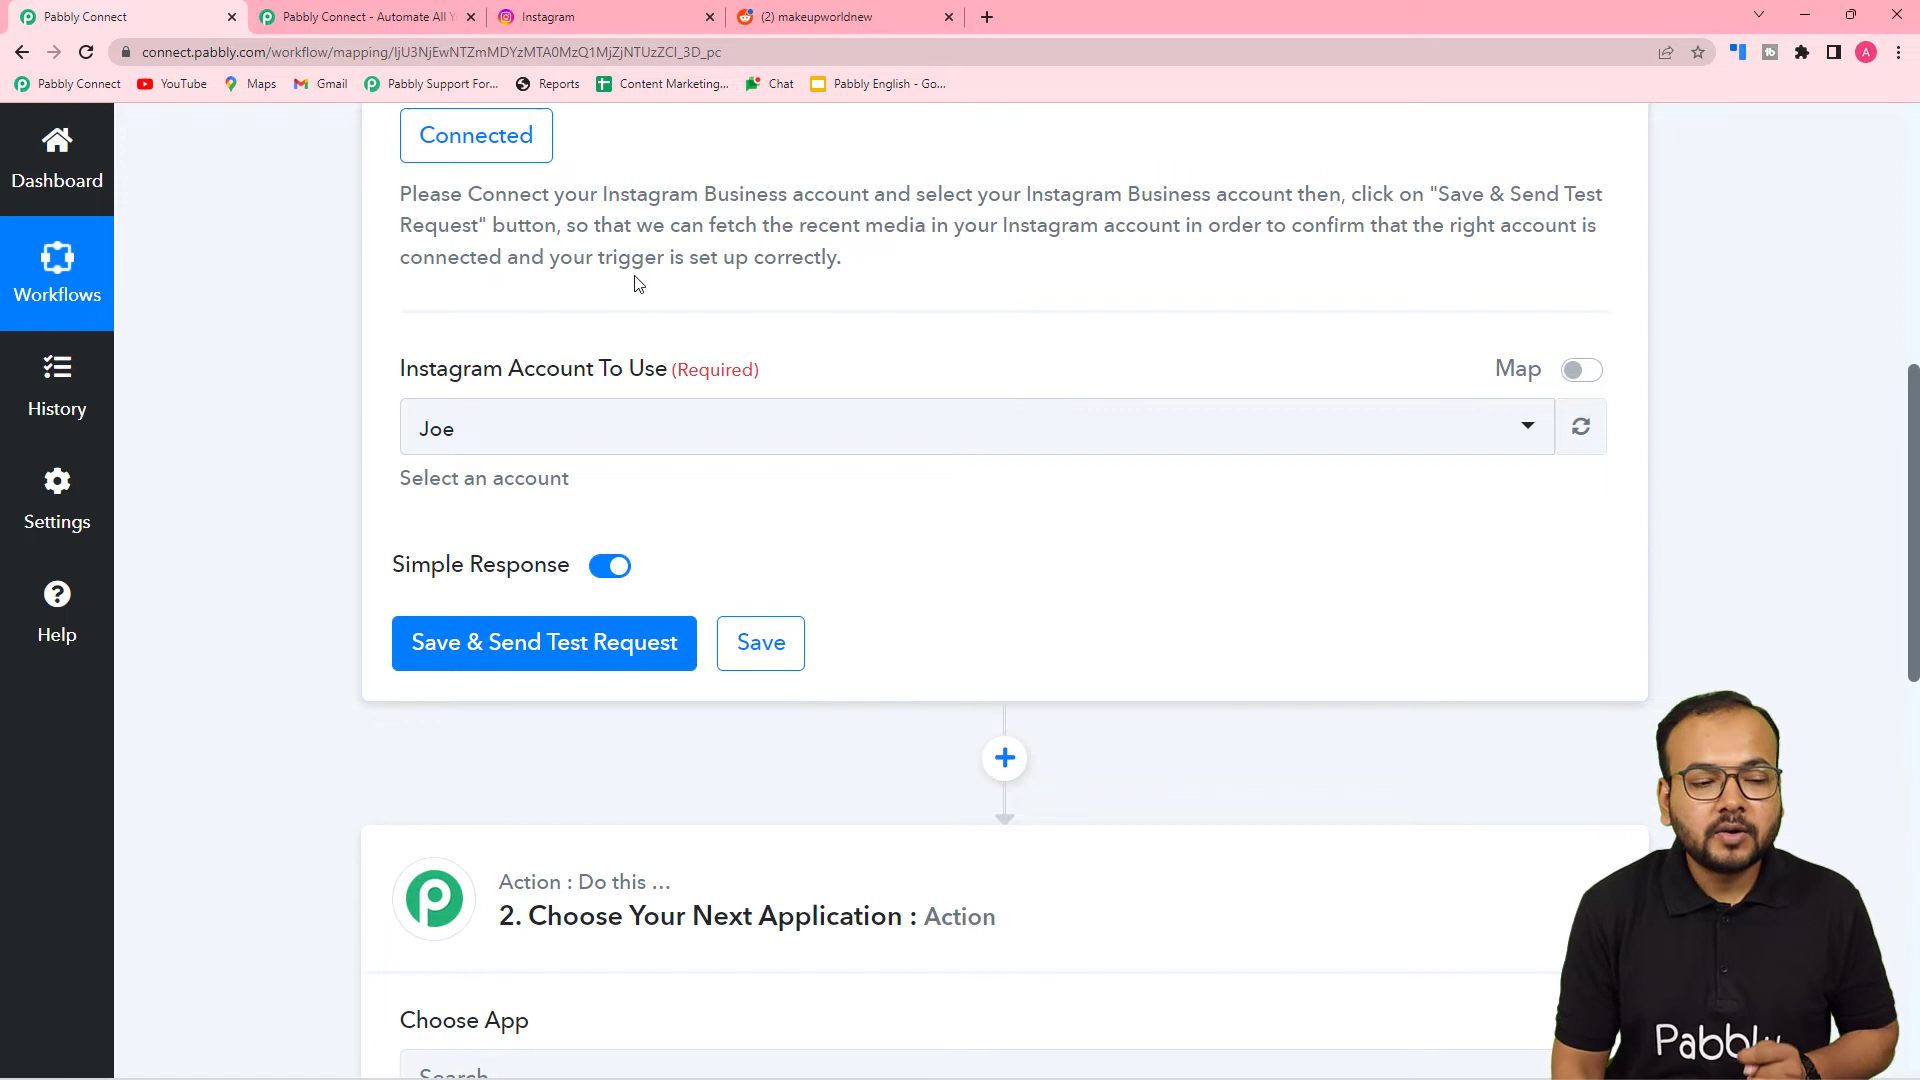 Pabbly Connect
Pabbly Connect - Automate All Y
Instagram
(2) makeupworldnew
connect.pabbly.com/workflow/mapping/IjU3NjEwNTZmMDYzMTA0MzQ1MjZjNTUzZCI_3D_pc
A
Pabbly Connect
YouTube
Maps
Gmail
Pabbly Support For...
Reports
Content Marketing...
Chat
Pabbly English - Go...
Dashboard
Workflows
History
Settings
Help
Connected
Please Connect your Instagram Business account and select your Instagram Business account then, click on "Save & Send Test
Request" button, so that we can fetch the recent media in your Instagram account in order to confirm that the right account is
connected and your trigger is set up correctly.
Instagram Account To Use (Required)
Map
Joe
Select an account
Simple Response
Save & Send Test Request
Save
Action : Do this ...
2. Choose Your Next Application : Action
Choose App
Search
Pabbly